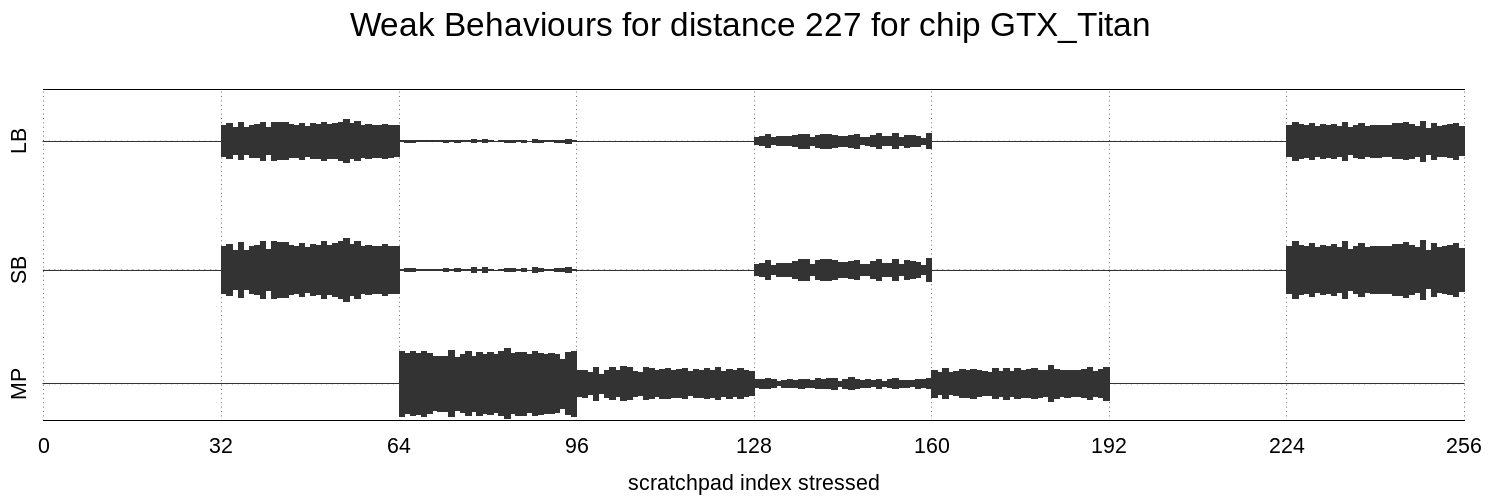 Weak Behaviours for distance 227 for chip GTX_Titan
LB
SB
MP
0 32 64 96 128 160 192 224 256
scratchpad index stressed